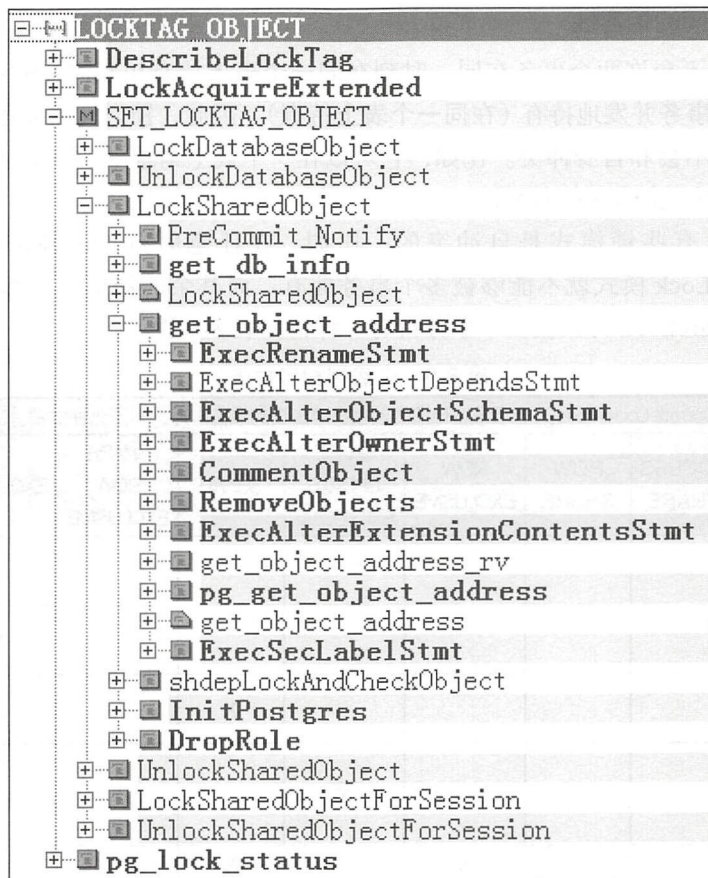 LOCKTAG_OBJECT
DescribeLockTag
LockAcquireExtended
SET_LOCKTAG_OBJECT
LockDatabaseObject
UnlockDatabaseObject
LockSharedObject
PreCommit_Notify
get_db_info
LockSharedObject
get_object_address
ExecRenameStmt
ExecAlterObjectDependsStmt
ExecAlterObjectSchemaStmt
ExecAlterOwnerStmt
CommentObject
RemoveObjects
ExecAlterExtensionContentsStmt
get_object_address_rv
pg_get_object_address
get_object_address
ExecSecLabelStmt
shdepLockAndCheckObject
InitPostgres
DropRole
UnlockSharedObject
LockSharedObjectForSession
UnlockSharedObjectForSession
pg_lock_status